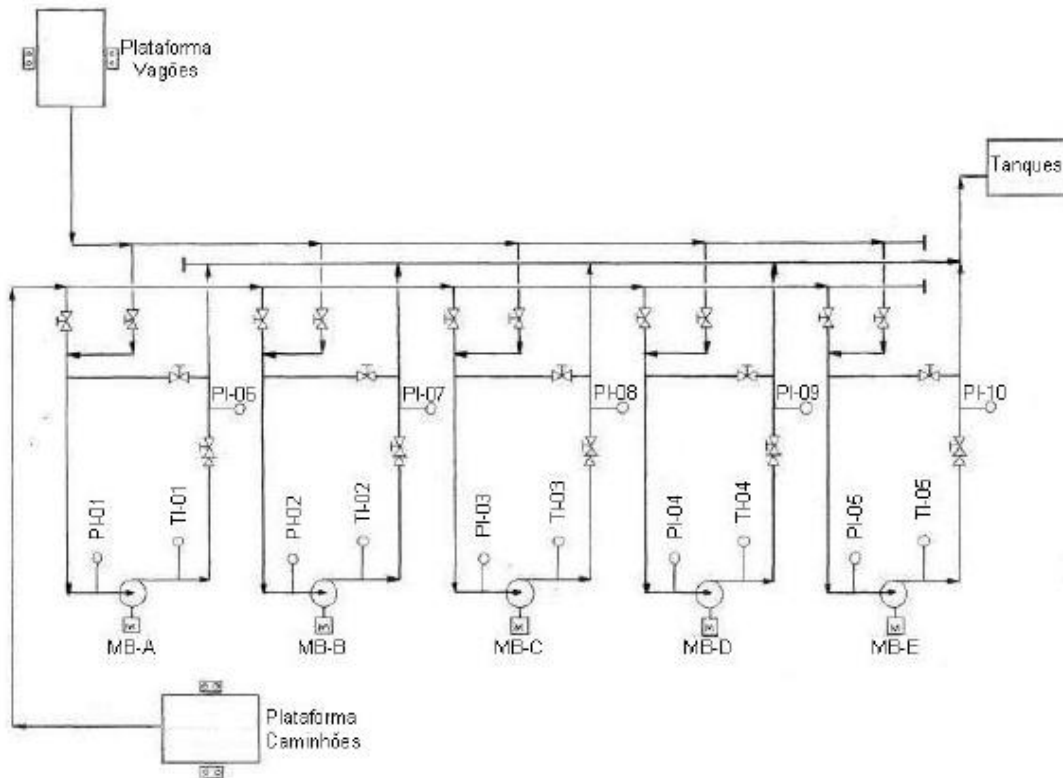 Plataforma
Vagões
Tanques
PI-06
PI-07
PI-08
PI-09
PI-10
PI-01
TI-01
PI-02
TI-02
PI-03
TI-03
PI-04
TI-04
PI-05
TI-05
M
M
M
M
M
MB-A
MB-B
MB-C
MB-D
MB-E
Plataforma
Caminhões